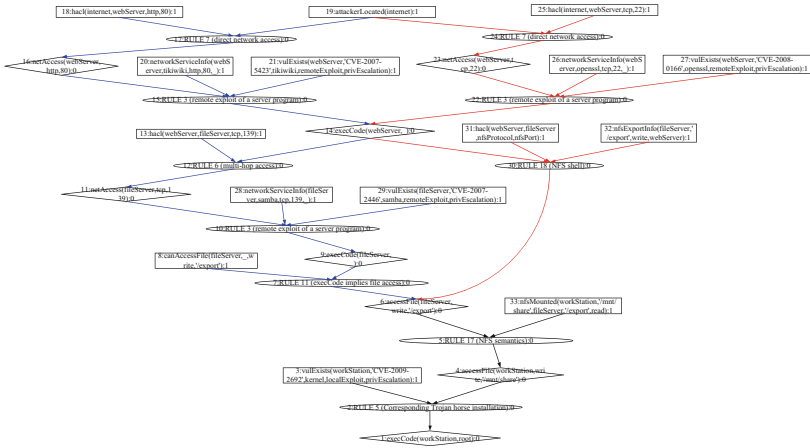 18:hacl(internet,webServer,http,80):1
19:attackerLocated(internet):1
25:hacl(internet,webServer,tcp,22):1
17:RULE 7 (direct network access):0
24:RULE 7 (direct network access):0
16:netAccess(webServer,
http,80):0
20:networkServiceInfo(webS
erver,tikiwiki,http,80,_):1
21:vulExists(webServer,'CVE-2007-
5423',tikiwiki,remoteExploit,privEscalation):1
23:netAccess(webServer,t
cp,22):0
26:networkServiceInfo(webS
erver,openssl,tcp,22,_):1
27:vulExists(webServer,'CVE-2008-
0166',openssl,remoteExploit,privEscalation):1
15:RULE 3 (remote exploit of a server program):0
22:RULE 3 (remote exploit of a server program):0
14:execCode(webServer,_):0
13:hacl(webServer,fileServer,tcp,139):1
31:hacl(webServer,fileServer
,nfsProtocol,nfsPort):1
32:nfsExportInfo(fileServer,'
/export',write,webServer):1
12:RULE 6 (multi-hop access):0
30:RULE 18 (NFS shell):0
11:netAccess(fileServer,tcp,1
39):0
28:networkServiceInfo(fileSer
ver,samba,tcp,139,_):1
29:vulExists(fileServer,'CVE-2007-
2446',samba,remoteExploit,privEscalation):1
10:RULE 3 (remote exploit of a server program):0
8:canAccessFile(fileServer,_,w
rite,'/export'):1
9:execCode(fileServer,
_):0
7:RULE 11 (execCode implies file access):0
6:accessFile(fileServer,
write,'/export'):0
33:nfsMounted(workStation,'/mnt/
share',fileServer,'/export',read):1
5:RULE 17 (NFS semantics):0
3:vulExists(workStation,'CVE-2009-
2692',kernel,localExploit,privEscalation):1
4:accessFile(workStation,wri
te,'/mnt/share'):0
2:RULE 5 (Corresponding Trojan horse installation):0
1:execCode(workStation,root):0